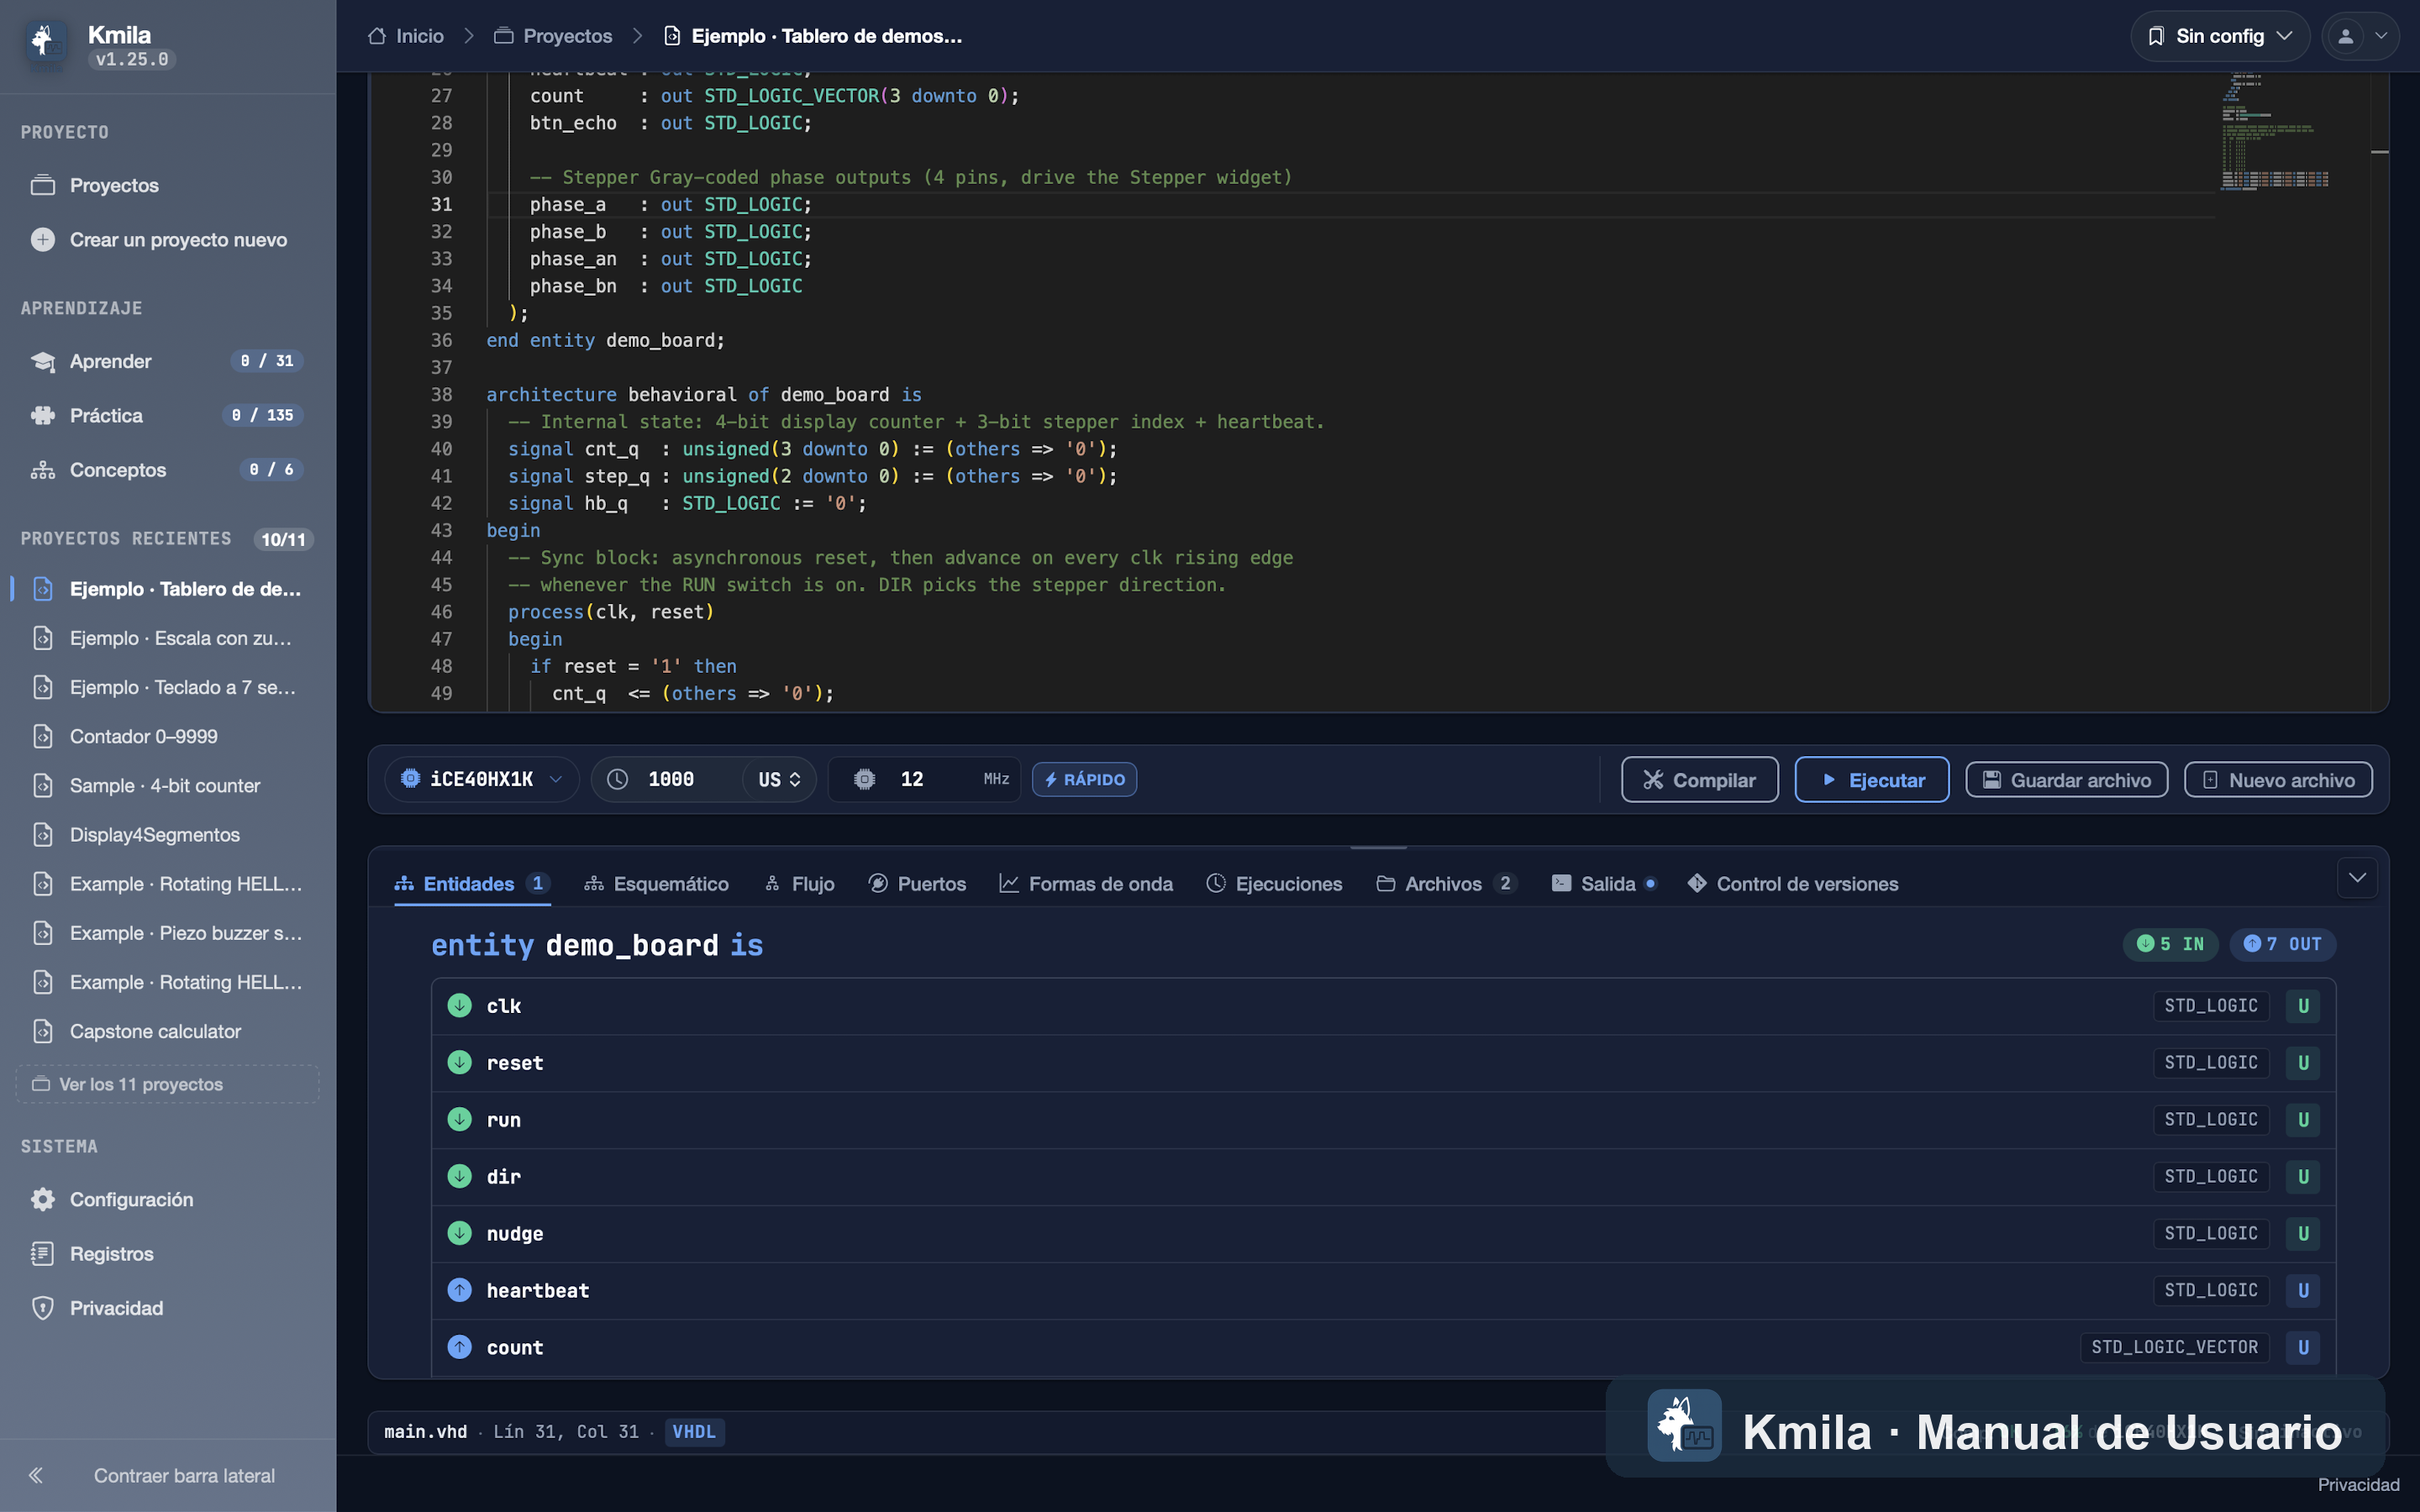 Kmila
v1.25.0
PROYECTO
Proyectos
Crear un proyecto nuevo
APRENDIZAJE
Aprender 0 / 31
Práctica 0 / 135
Conceptos 0 / 6
PROYECTOS RECIENTES 10/11
Ejemplo · Tablero de de...
Ejemplo · Escala con zu...
Ejemplo · Teclado a 7 se...
Contador 0–9999
Sample · 4-bit counter
Display4Segmentos
Example · Rotating HELL...
Example · Piezo buzzer s...
Example · Rotating HELL...
Capstone calculator
Ver los 11 proyectos
SISTEMA
Configuración
Registros
Privacidad
Contraer barra lateral
Inicio > Proyectos > Ejemplo · Tablero de demos...
Sin config
27 count : out STD_LOGIC_VECTOR(3 downto 0);
28 btn_echo : out STD_LOGIC;
29
30 -- Stepper Gray-coded phase outputs (4 pins, drive the Stepper widget)
31 phase_a : out STD_LOGIC;
32 phase_b : out STD_LOGIC;
33 phase_an : out STD_LOGIC;
34 phase_bn : out STD_LOGIC
35 );
36 end entity demo_board;
37
38 architecture behavioral of demo_board is
39 -- Internal state: 4-bit display counter + 3-bit stepper index + heartbeat.
40 signal cnt_q : unsigned(3 downto 0) := (others => '0');
41 signal step_q : unsigned(2 downto 0) := (others => '0');
42 signal hb_q : STD_LOGIC := '0';
43 begin
44 -- Sync block: asynchronous reset, then advance on every clk rising edge
45 -- whenever the RUN switch is on. DIR picks the stepper direction.
46 process(clk, reset)
47 begin
48 if reset = '1' then
49 cnt_q <= (others => '0');
iCE40HX1K 1000 US 12 MHz RÁPIDO Compilar Ejecutar Guardar archivo Nuevo archivo
Entidades 1 Esquemático Flujo Puertos Formas de onda Ejecuciones Archivos 2 Salida Control de versiones
entity demo_board is 5 IN 7 OUT
clk STD_LOGIC U
reset STD_LOGIC U
run STD_LOGIC U
dir STD_LOGIC U
nudge STD_LOGIC U
heartbeat STD_LOGIC U
count STD_LOGIC_VECTOR U
main.vhd · Lín 31, Col 31 · VHDL
Kmila · Manual de Usuario
Privacidad